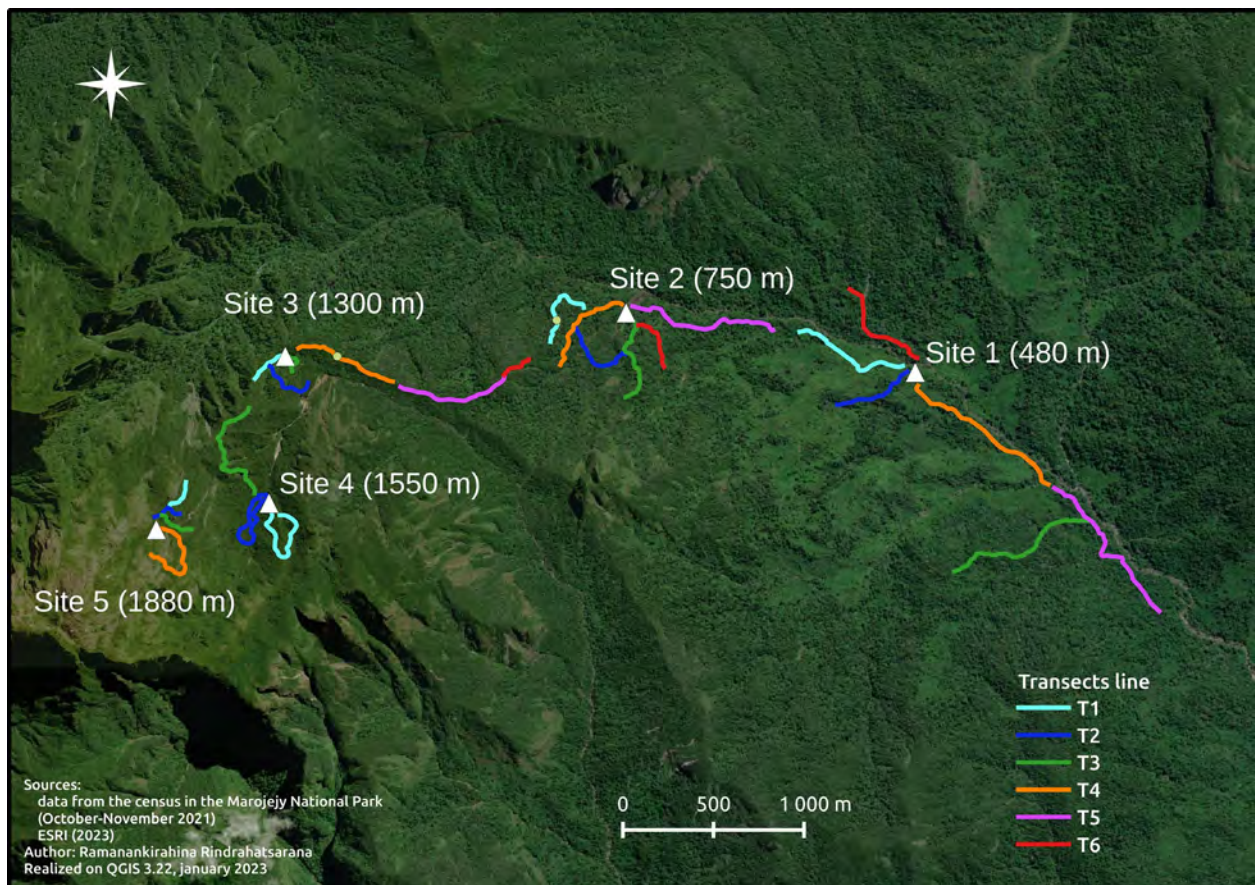 Site 2 (750 m)
Site 3 (1300 m)
Site 1 (480 m)
Site 4 (1550 m)
Site 5 (1880 m)
Transects line
T1
T2
T3
T4
T5
T6
0 500 1 000 m
Sources:
data from the census in the Marojejy National Park
(October-November 2021)
ESRI (2023)
Author: Ramanankirahina Rindrahatsarana
Realized on QGIS 3.22, january 2023